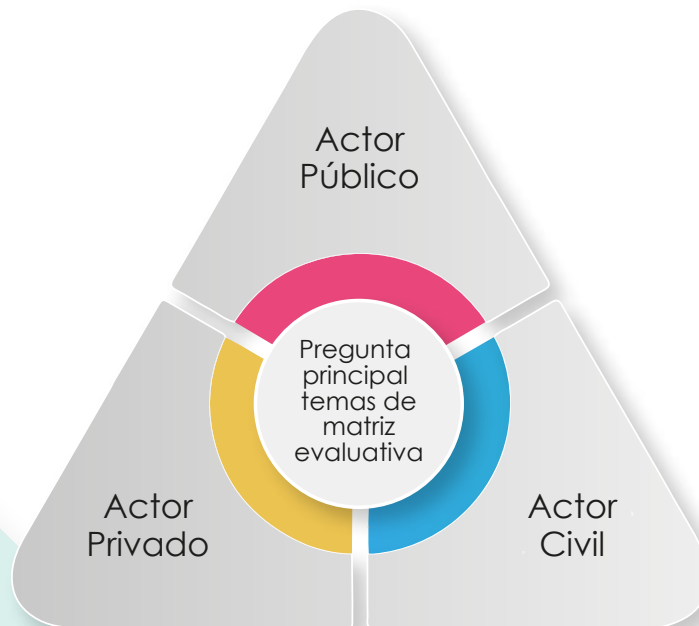 Actor
Público
Pregunta
principal
temas de
matriz
evaluativa
Actor
Privado
Actor
Civil